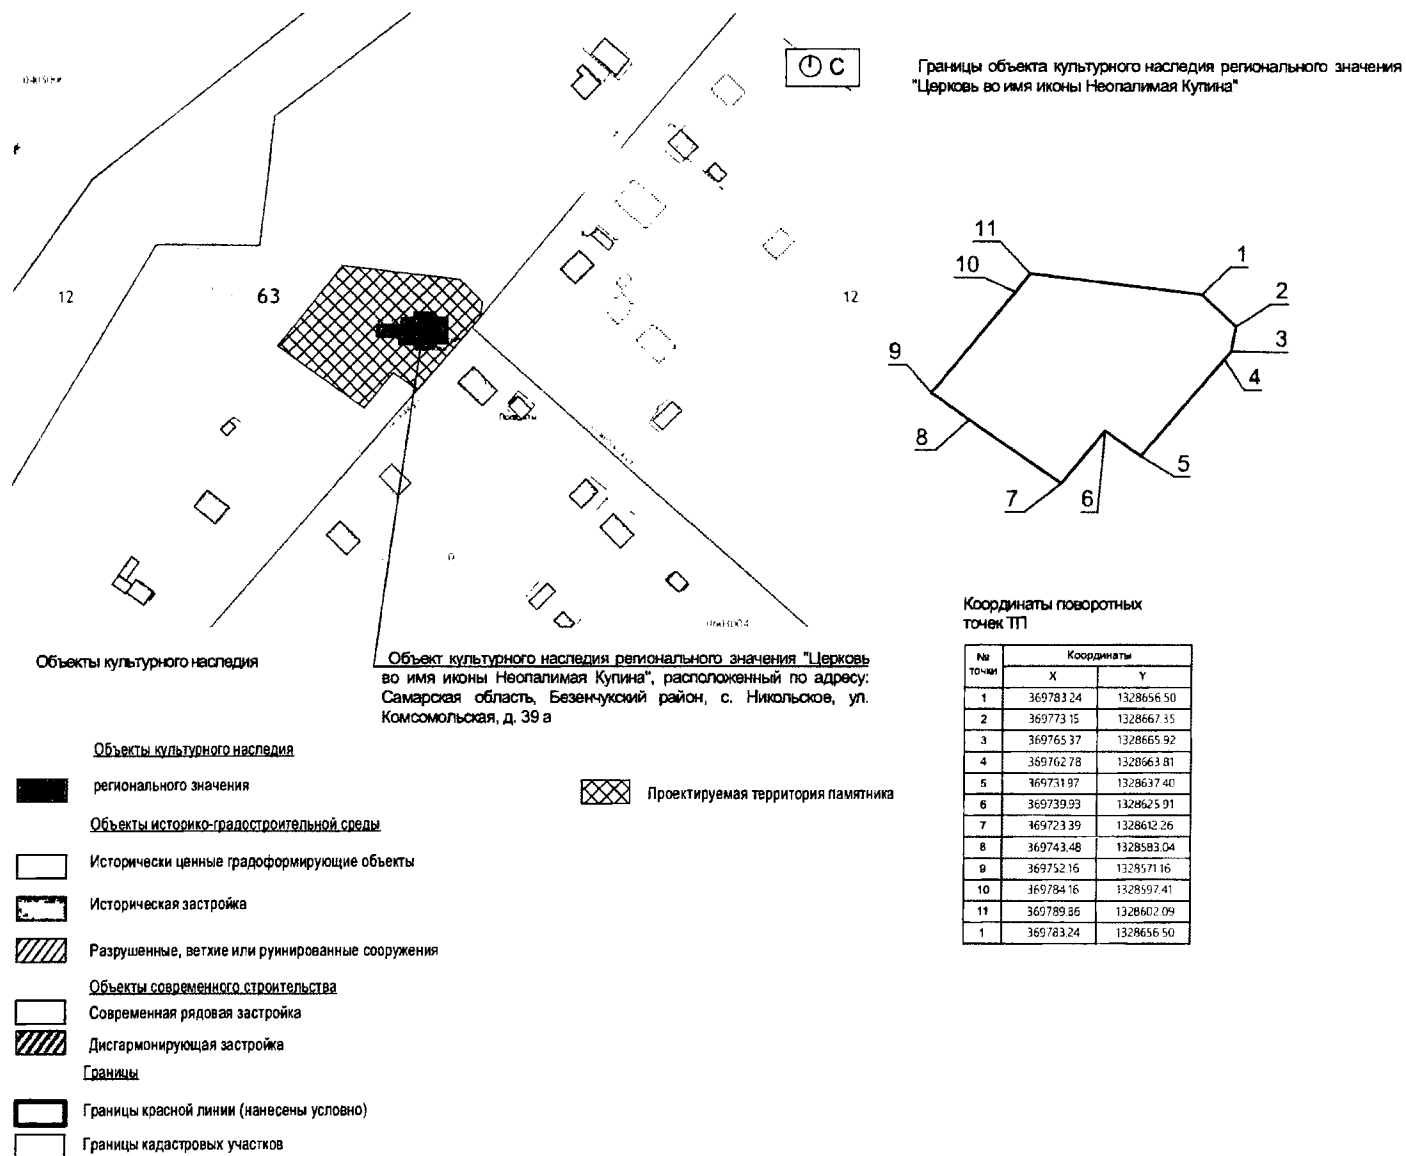 С
Границы объекта культурного наследия регионального значения
"Церковь во имя иконы Неопалимая Купина"
12
63
12
11
10
1
2
3
4
9
8
7
6
5
0603004
Объекты культурного наследия
Объект культурного наследия регионального значения "Церковь
во имя иконы Неопалимая Купина", расположенный по адресу:
Самарская область, Безенчукский район, с. Никольское, ул.
Комсомольская, д. 39 а
Объекты культурного наследия
регионального значения
Проектируемая территория памятника
Объекты историко-градостроительной среды
Исторически ценные градоформирующие объекты
Историческая застройка
Разрушенные, ветхие или руинированные сооружения
Объекты современного строительства
Современная рядовая застройка
Дисгармонирующая застройка
Границы
Границы красной линии (нанесены условно)
Границы кадастровых участков
Координаты поворотных
точек ТП
№ точки Координаты
X Y
1 369783.24 1328656.50
2 369773.15 1328667.35
3 369765.37 1328665.92
4 369762.78 1328663.81
5 369731.97 1328637.40
6 369739.93 1328625.91
7 369723.39 1328612.26
8 369743.48 1328583.04
9 369752.16 1328571.16
10 369784.16 1328597.41
11 369789.86 1328602.09
1 369783.24 1328656.50